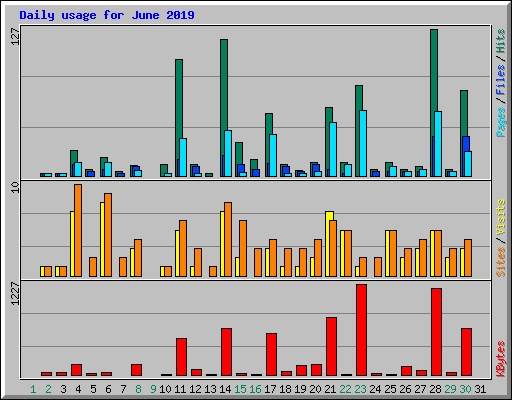 Daily usage for June 2019
127
Pages / Files / Hits
10
Sites / Visits
1227
KBytes
1 2 3 4 5 6 7 8 9 10 11 12 13 14 15 16 17 18 19 20 21 22 23 24 25 26 27 28 29 30 31